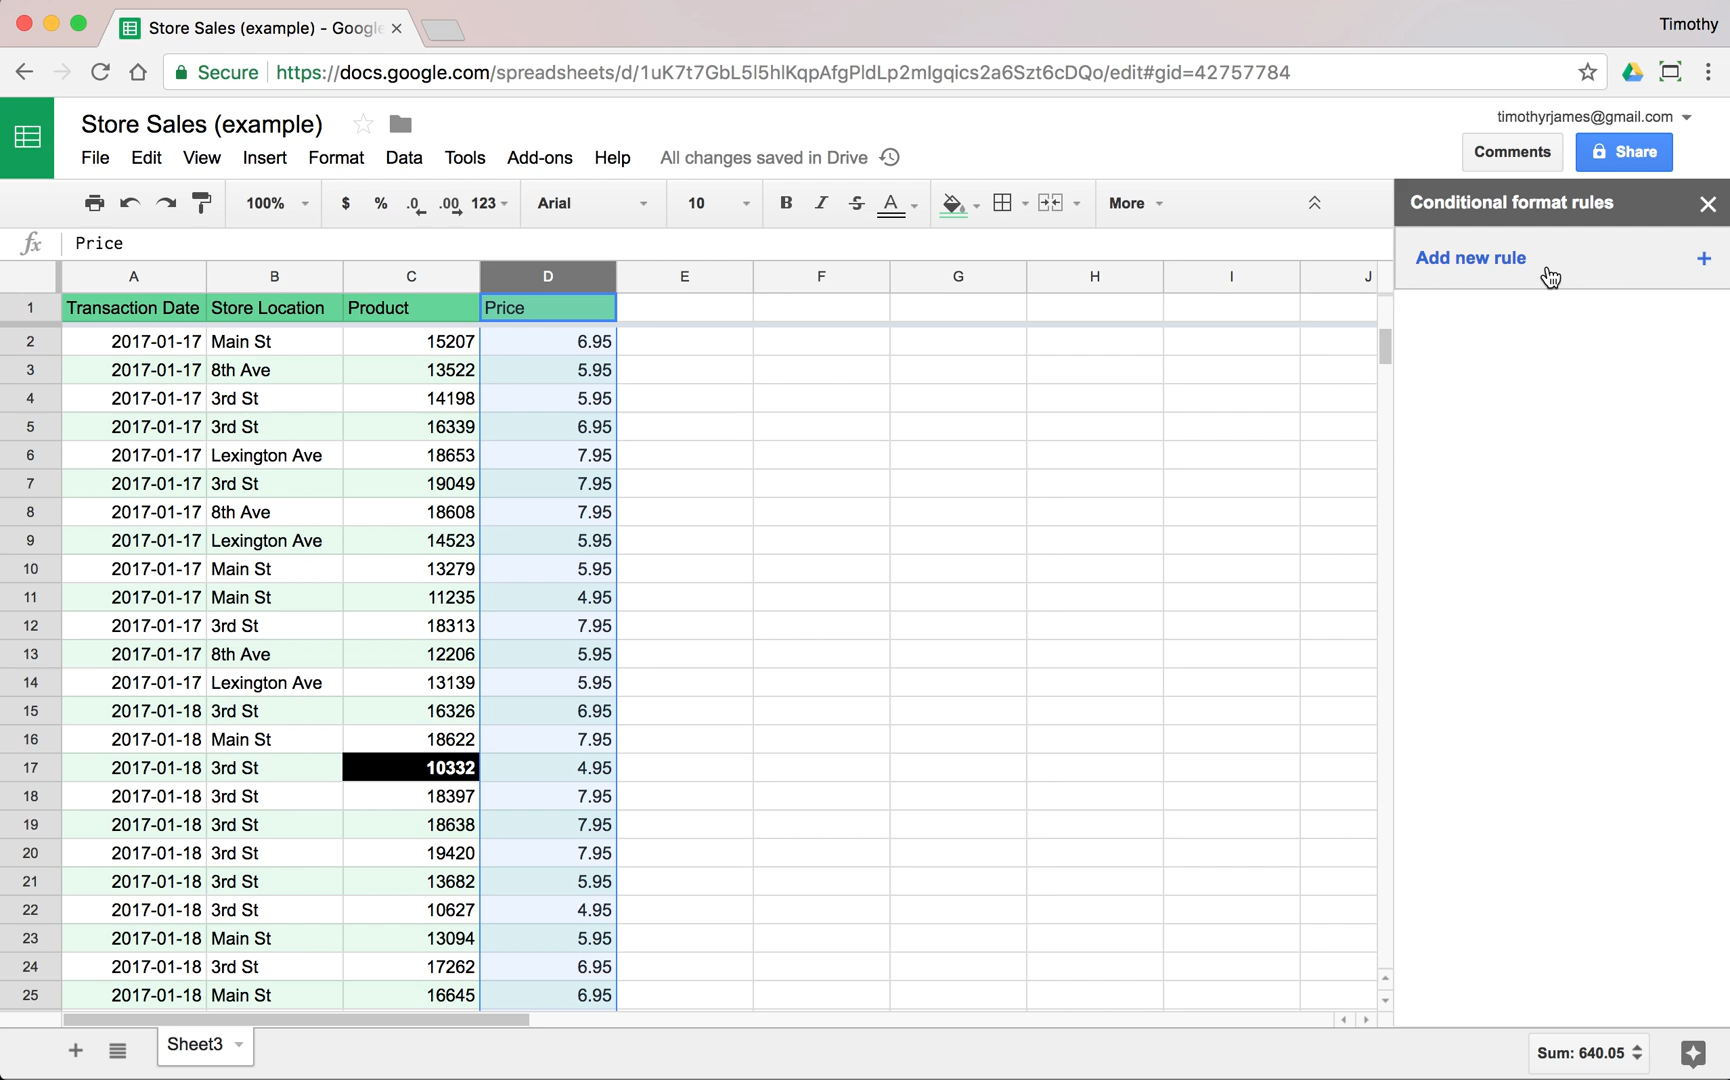 Store Sales (example) - Google
Timothy
Secure https://docs.google.com/spreadsheets/d/1uK7t7GbL5I5hIKqpAfgPldLp2mlgqics2a6Szt6cDQo/edit#gid=42757784
Store Sales (example)
timothyrjames@gmail.com
File Edit View Insert Format Data Tools Add-ons Help All changes saved in Drive
Comments Share
100% $ % .0 .00 123 Arial 10 B I S A More
Conditional format rules
fx Price
Add new rule +
A B C D E F G H I J
1 Transaction Date Store Location Product Price
2 2017-01-17 Main St 15207 6.95
3 2017-01-17 8th Ave 13522 5.95
4 2017-01-17 3rd St 14198 5.95
5 2017-01-17 3rd St 16339 6.95
6 2017-01-17 Lexington Ave 18653 7.95
7 2017-01-17 3rd St 19049 7.95
8 2017-01-17 8th Ave 18608 7.95
9 2017-01-17 Lexington Ave 14523 5.95
10 2017-01-17 Main St 13279 5.95
11 2017-01-17 Main St 11235 4.95
12 2017-01-17 3rd St 18313 7.95
13 2017-01-17 8th Ave 12206 5.95
14 2017-01-17 Lexington Ave 13139 5.95
15 2017-01-18 3rd St 16326 6.95
16 2017-01-18 Main St 18622 7.95
17 2017-01-18 3rd St 10332 4.95
18 2017-01-18 3rd St 18397 7.95
19 2017-01-18 3rd St 18638 7.95
20 2017-01-18 3rd St 19420 7.95
21 2017-01-18 3rd St 13682 5.95
22 2017-01-18 3rd St 10627 4.95
23 2017-01-18 Main St 13094 5.95
24 2017-01-18 3rd St 17262 6.95
25 2017-01-18 Main St 16645 6.95
Sheet3
Sum: 640.05